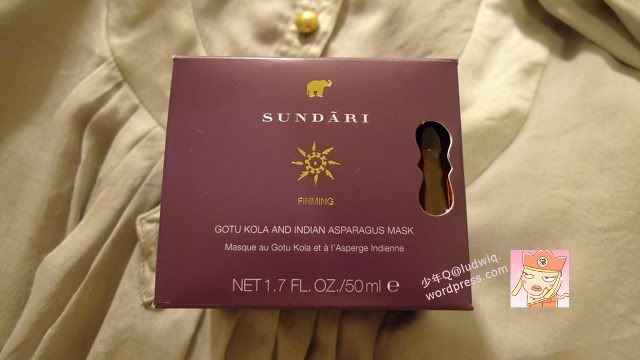 SUNDÃRI
FIRMING
GOTU KOLA AND INDIAN ASPARAGUS MASK
Masque au Gotu Kola et à l'Asperge Indienne
NET 1.7 FL. OZ./50 ml ℮
少年Q@ludwiq.
wordpress.com